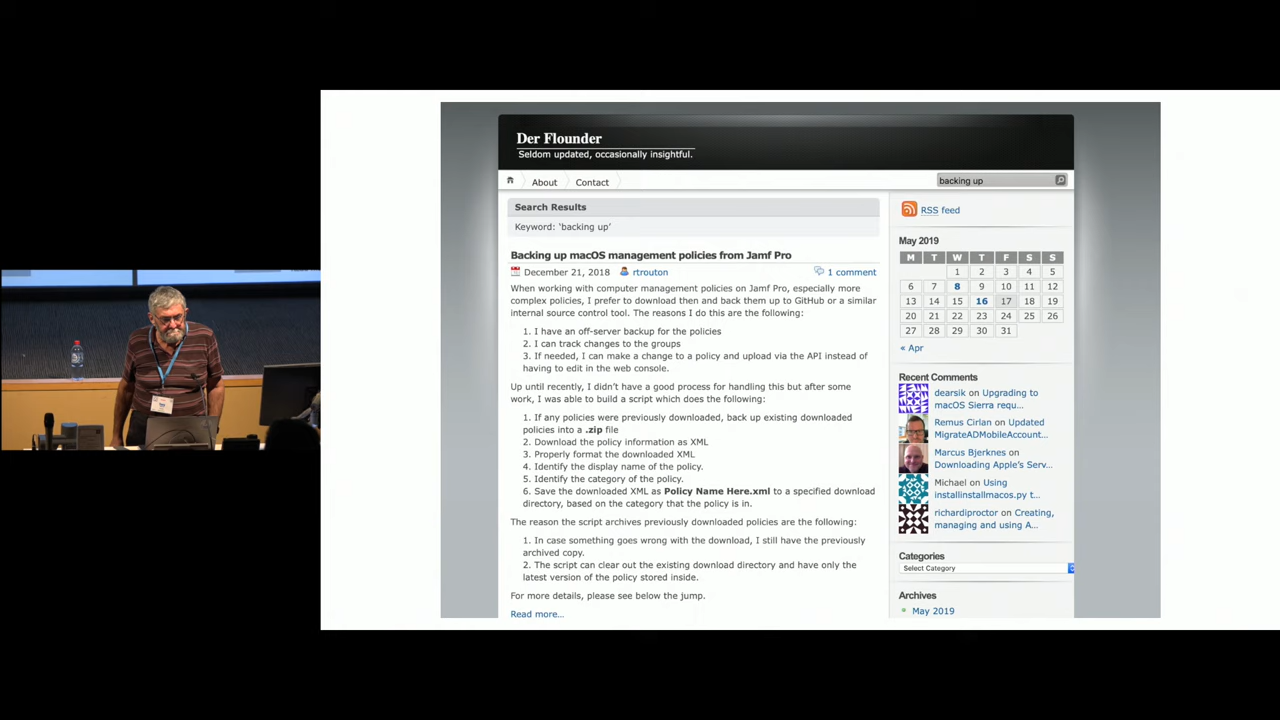 Der Flounder
Seldom updated, occasionally insightful.
About
Contact
backing up
Search Results
Keyword: ‘backing up’
Backing up macOS management policies from Jamf Pro
December 21, 2018 rtrouton 1 comment
When working with computer management policies on Jamf Pro, especially more
complex policies, I prefer to download then and back them up to GitHub or a similar
internal source control tool. The reasons I do this are the following:
1. I have an off-server backup for the policies
2. I can track changes to the groups
3. If needed, I can make a change to a policy and upload via the API instead of
having to edit in the web console.
Up until recently, I didn’t have a good process for handling this but after some
work, I was able to build a script which does the following:
1. If any policies were previously downloaded, back up existing downloaded
policies into a .zip file
2. Download the policy information as XML
3. Properly format the downloaded XML
4. Identify the display name of the policy.
5. Identify the category of the policy.
6. Save the downloaded XML as Policy Name Here.xml to a specified download
directory, based on the category that the policy is in.
The reason the script archives previously downloaded policies are the following:
1. In case something goes wrong with the download, I still have the previously
archived copy.
2. The script can clear out the existing download directory and have only the
latest version of the policy stored inside.
For more details, please see below the jump.
Read more...
RSS feed
May 2019
M T W T F S S
1 2 3 4 5
6 7 8 9 10 11 12
13 14 15 16 17 18 19
20 21 22 23 24 25 26
27 28 29 30 31
« Apr
Recent Comments
dearsik on Upgrading to
macOS Sierra requ...
Remus Cirlan on Updated
MigrateADMobileAccount...
Marcus Bjerknes on
Downloading Apple’s Serv...
Michael on Using
installinstallmacos.py t...
richardiproctor on Creating,
managing and using A...
Categories
Select Category
Archives
May 2019